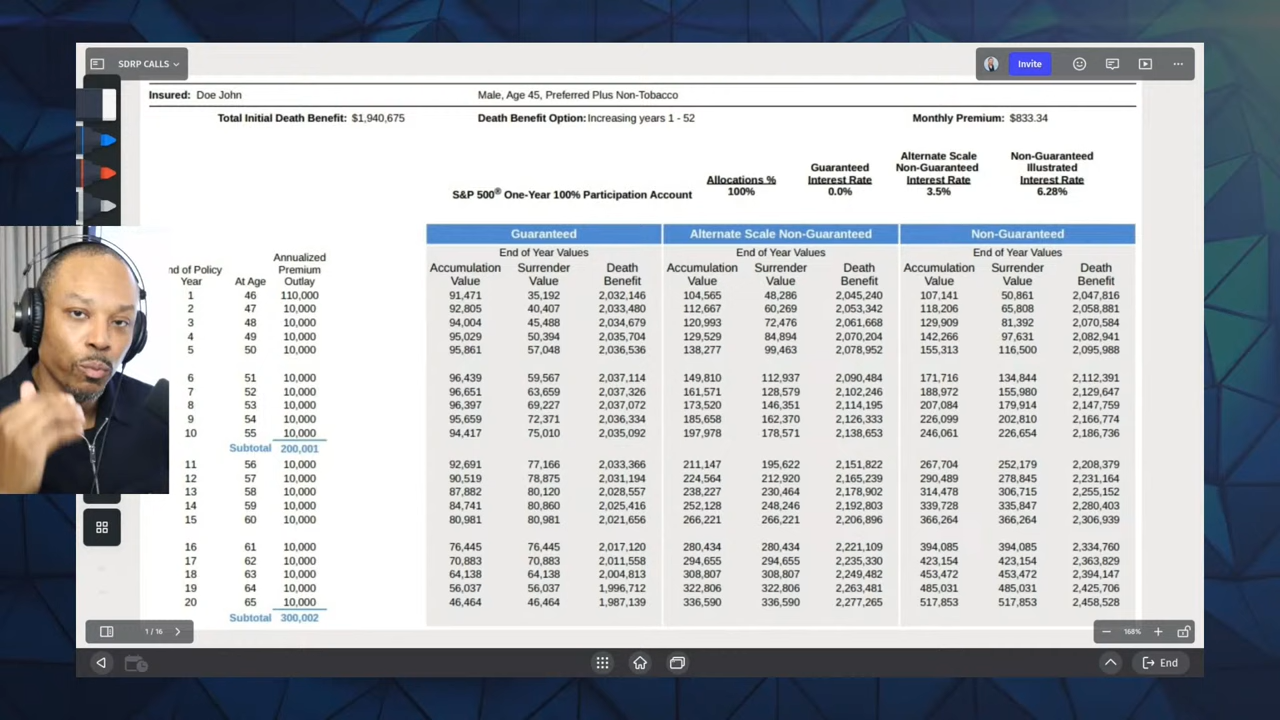 SDRP CALLS
Invite
Insured: Doe John Male, Age 45, Preferred Plus Non-Tobacco
Total Initial Death Benefit: $1,940,675 Death Benefit Option: Increasing years 1 - 52 Monthly Premium: $833.34
Allocations % Guaranteed Interest Rate Alternate Scale Non-Guaranteed Interest Rate Non-Guaranteed Illustrated Interest Rate
S&P 500® One-Year 100% Participation Account 100% 0.0% 3.5% 6.28%
Guaranteed Alternate Scale Non-Guaranteed Non-Guaranteed
End of Year Values End of Year Values End of Year Values
nd of Policy Year At Age Annualized Premium Outlay Accumulation Value Surrender Value Death Benefit Accumulation Value Surrender Value Death Benefit Accumulation Value Surrender Value Death Benefit
1 46 110,000 91,471 35,192 2,032,146 104,565 48,286 2,045,240 107,141 50,861 2,047,816
2 47 10,000 92,805 40,407 2,033,480 112,667 60,269 2,053,342 118,206 65,808 2,058,881
3 48 10,000 94,004 45,488 2,034,679 120,993 72,476 2,061,668 129,909 81,392 2,070,584
4 49 10,000 95,029 50,394 2,035,704 129,529 84,894 2,070,204 142,266 97,631 2,082,941
5 50 10,000 95,861 57,048 2,036,536 138,277 99,463 2,078,952 155,313 116,500 2,095,988
6 51 10,000 96,439 59,567 2,037,114 149,810 112,937 2,090,484 171,716 134,844 2,112,391
7 52 10,000 96,651 63,659 2,037,326 161,571 128,579 2,102,246 188,972 155,980 2,129,647
8 53 10,000 96,397 69,227 2,037,072 173,520 146,351 2,114,195 207,084 179,914 2,147,759
9 54 10,000 95,659 72,371 2,036,334 185,658 162,370 2,126,333 226,099 202,810 2,166,774
10 55 10,000 94,417 75,010 2,035,092 197,978 178,571 2,138,653 246,061 226,654 2,186,736
Subtotal 200,001
11 56 10,000 92,691 77,166 2,033,366 211,147 195,622 2,151,822 267,704 252,179 2,208,379
12 57 10,000 90,519 78,875 2,031,194 224,564 212,920 2,165,239 290,489 278,845 2,231,164
13 58 10,000 87,882 80,120 2,028,557 238,227 230,464 2,178,902 314,478 306,715 2,255,152
14 59 10,000 84,741 80,860 2,025,416 252,128 248,246 2,192,803 339,728 335,847 2,280,403
15 60 10,000 80,981 80,981 2,021,656 266,221 266,221 2,206,896 366,264 366,264 2,306,939
16 61 10,000 76,445 76,445 2,017,120 280,434 280,434 2,221,109 394,085 394,085 2,334,760
17 62 10,000 70,883 70,883 2,011,558 294,655 294,655 2,235,330 423,154 423,154 2,363,829
18 63 10,000 64,138 64,138 2,004,813 308,807 308,807 2,249,482 453,472 453,472 2,394,147
19 64 10,000 56,037 56,037 1,996,712 322,806 322,806 2,263,481 485,031 485,031 2,425,706
20 65 10,000 46,464 46,464 1,987,139 336,590 336,590 2,277,265 517,853 517,853 2,458,528
Subtotal 300,002
1 / 16
168%
End